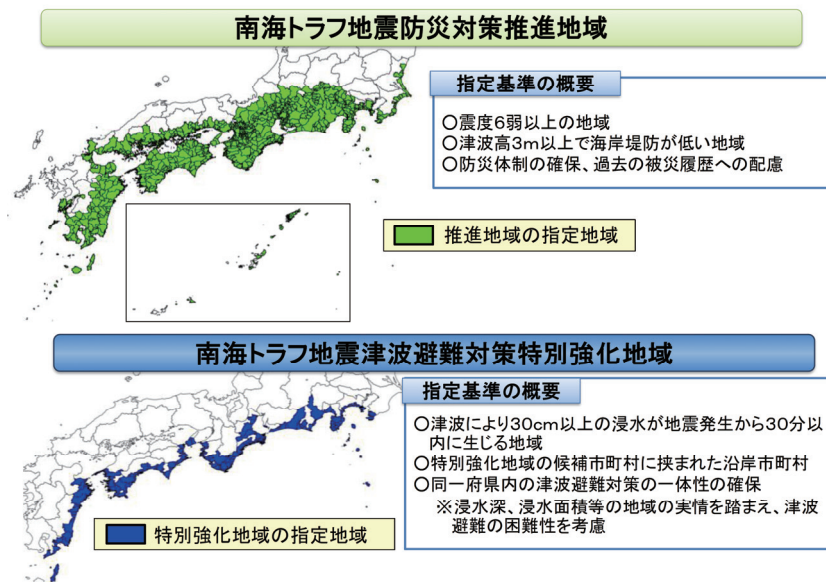 南海トラフ地震防災対策推進地域
指定基準の概要
○震度6弱以上の地域
○津波高3m以上で海岸堤防が低い地域
○防災体制の確保、過去の被災履歴への配慮
推進地域の指定地域
南海トラフ地震津波避難対策特別強化地域
指定基準の概要
○津波により30cm以上の浸水が地震発生から30分以
内に生じる地域
○特別強化地域の候補市町村に挟まれた沿岸市町村
○同一府県内の津波避難対策の一体性の確保
※浸水深、浸水面積等の地域の実情を踏まえ、津波
避難の困難性を考慮
特別強化地域の指定地域